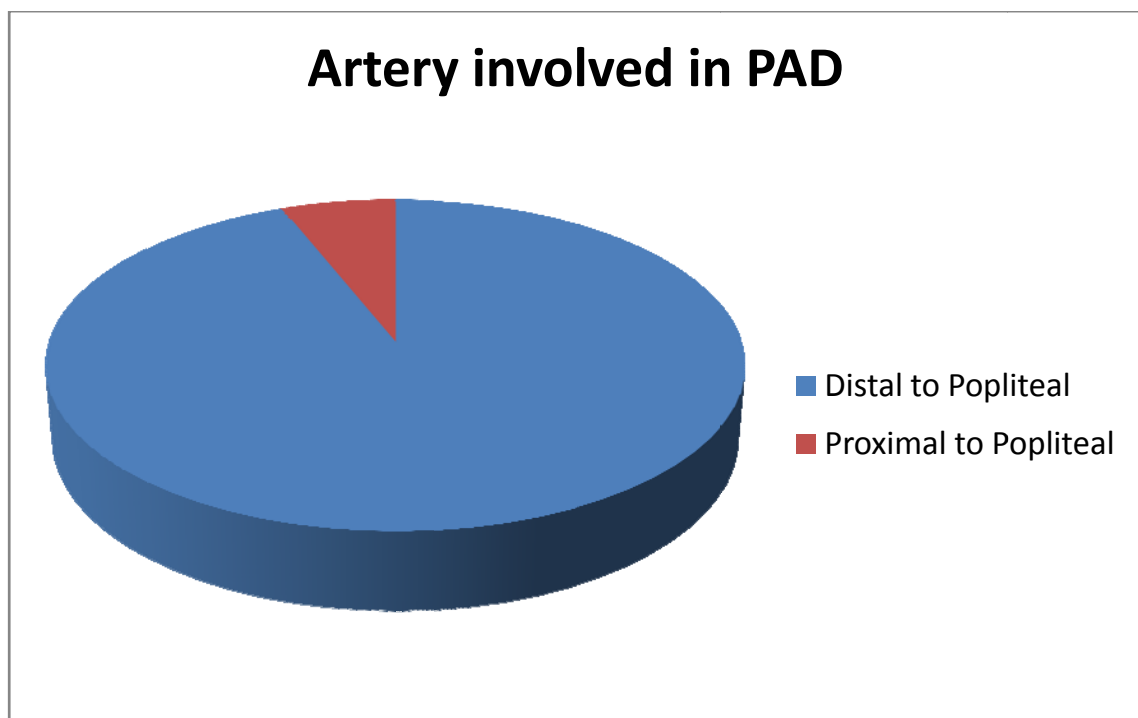 Artery involved in PAD
Distal to Popliteal
Proximal to Popliteal